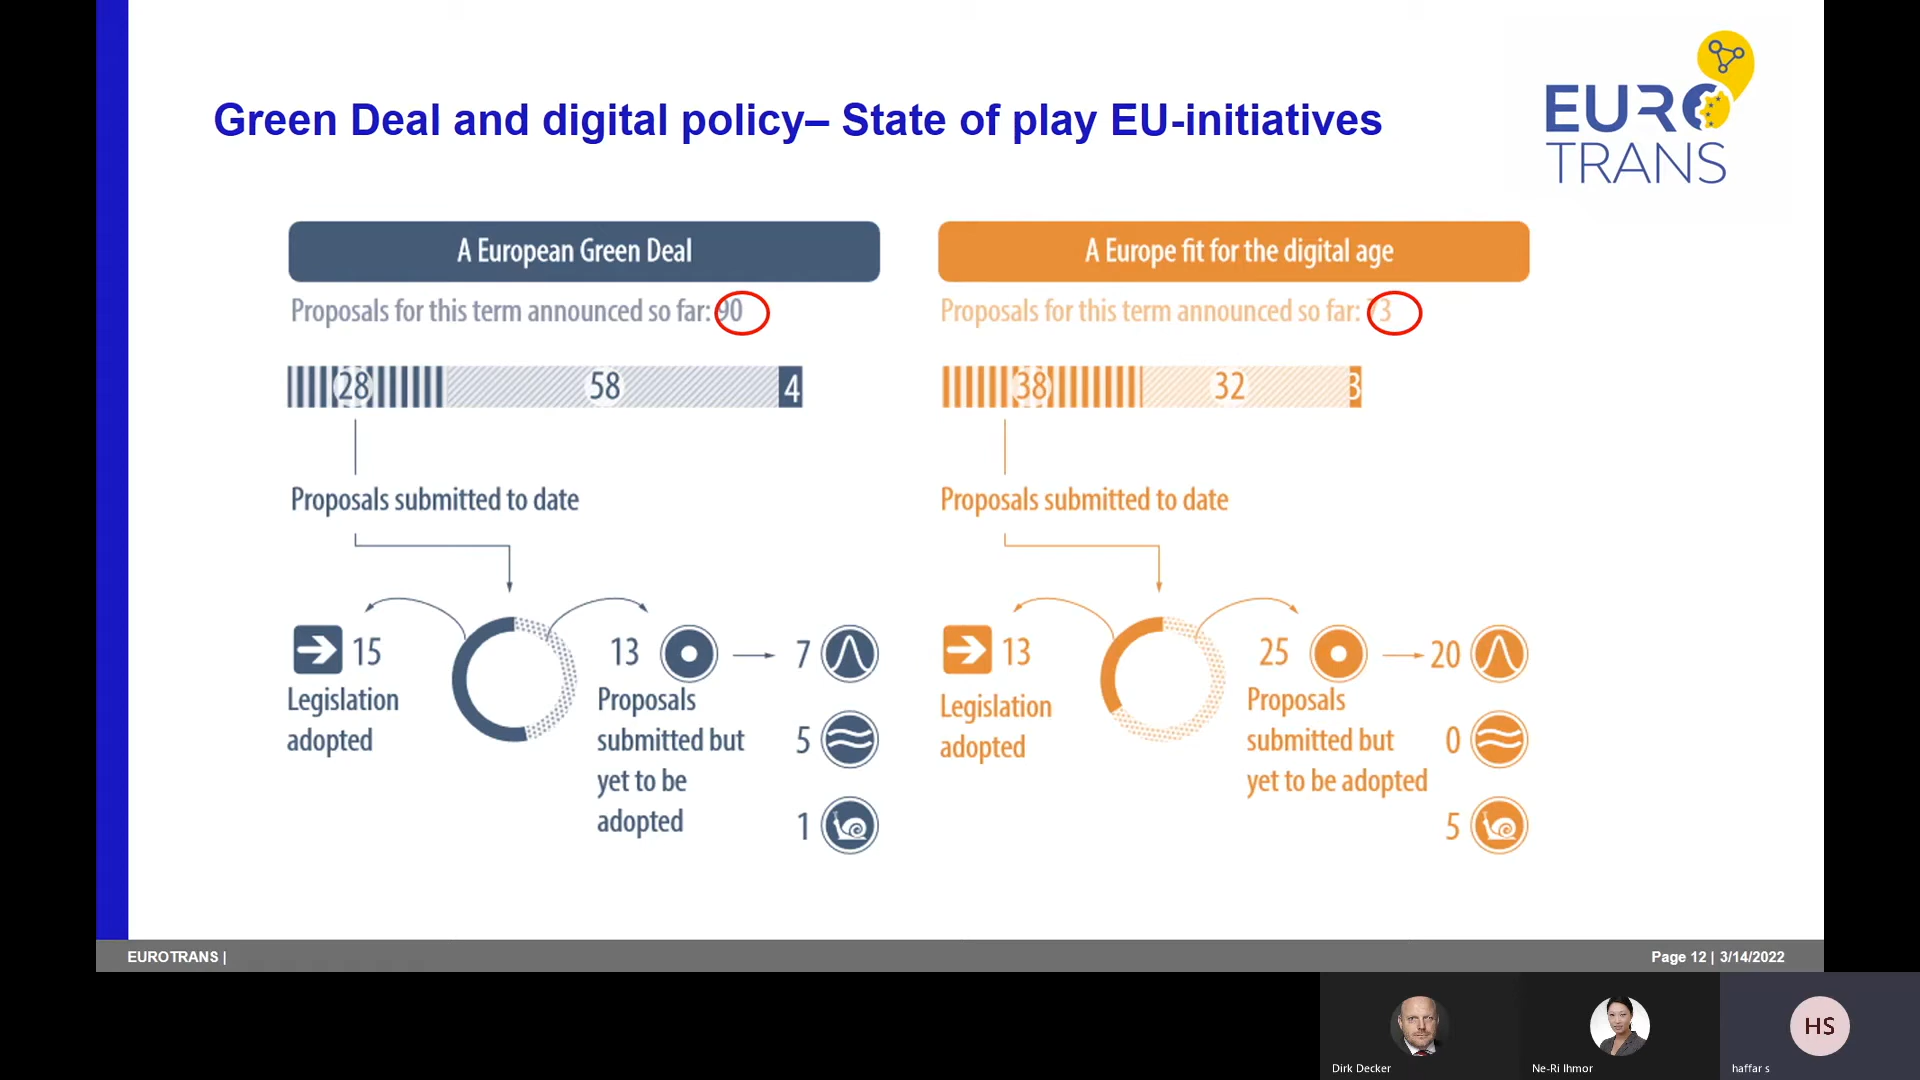 Green Deal and digital policy– State of play EU-initiatives
EURO
TRANS
A European Green Deal
Proposals for this term announced so far: 90
28
58
4
Proposals submitted to date
15
Legislation
adopted
13
Proposals
submitted but
yet to be
adopted
7
5
1
A Europe fit for the digital age
Proposals for this term announced so far: 73
38
32
3
Proposals submitted to date
13
Legislation
adopted
25
Proposals
submitted but
yet to be adopted
20
0
5
EUROTRANS |
Page 12 | 3/14/2022
HS
Dirk Decker
Ne-Ri Ihmor
haffar s